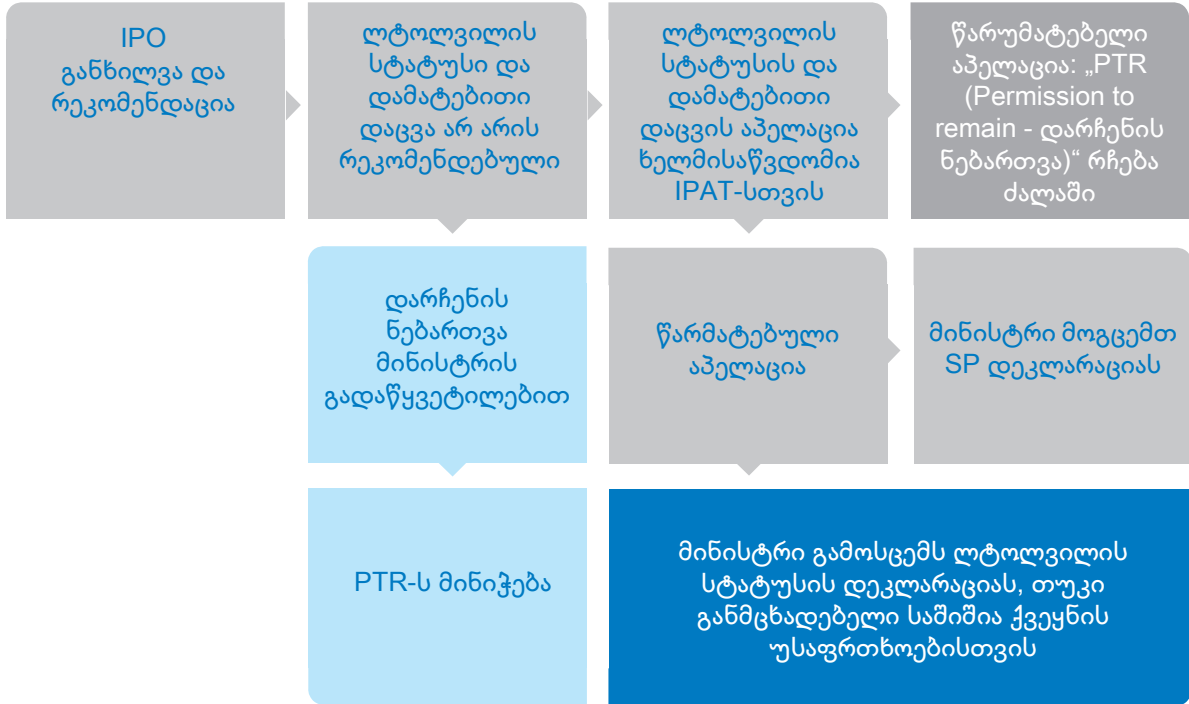 IPO
განხილვა და
რეკომენდაცია
ლტოლვილის
სტატუსი და
დამატებითი
დაცვა არ არის
რეკომენდებული
ლტოლვილის
სტატუსის და
დამატებითი
დაცვის აპელაცია
ხელმისაწვდომია
IPAT-სთვის
წარუმატებელი
აპელაცია: „PTR
(Permission to
remain - დარჩენის
ნებართვა)“ რჩება
ძალაში
დარჩენის
ნებართვა
მინისტრის
გადაწყვეტილებით
წარმატებული
აპელაცია
მინისტრი მოგცემთ
SP დეკლარაციას
PTR-ს მინიჭება
მინისტრი გამოსცემს ლტოლვილის
სტატუსის დეკლარაციას, თუკი
განმცხადებელი საშიშია ქვეყნის
უსაფრთხოებისთვის